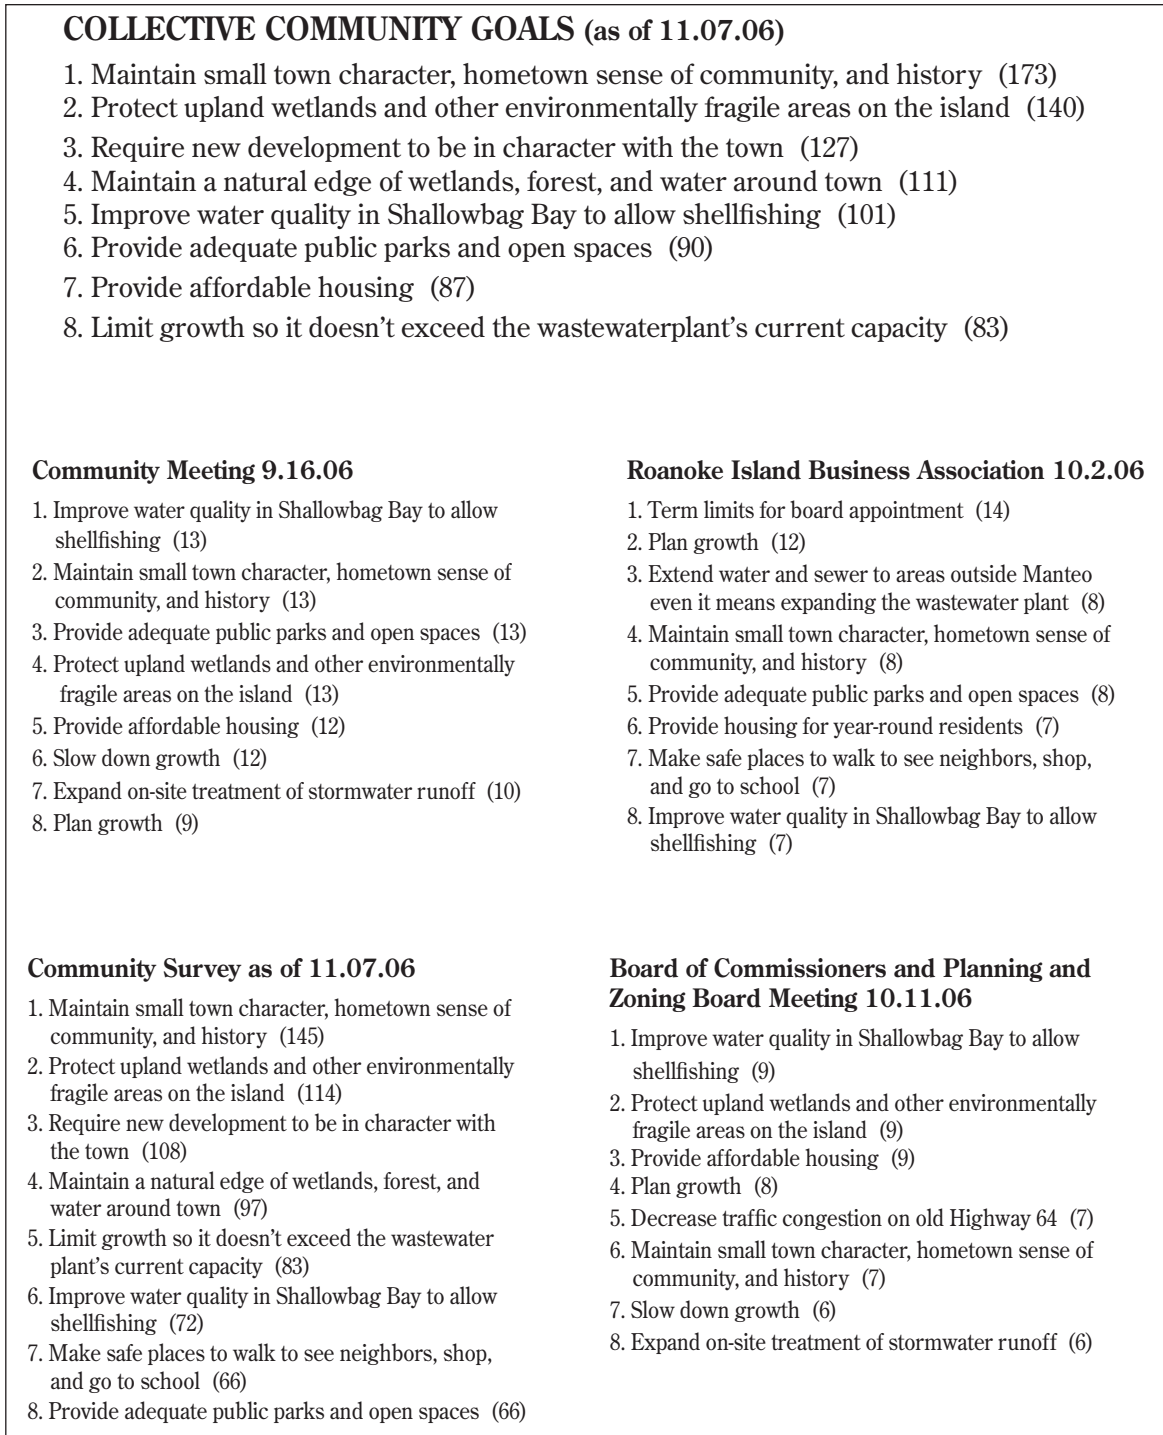 COLLECTIVE COMMUNITY GOALS (as of 11.07.06)
1. Maintain small town character, hometown sense of community, and history (173)
2. Protect upland wetlands and other environmentally fragile areas on the island (140)
3. Require new development to be in character with the town (127)
4. Maintain a natural edge of wetlands, forest, and water around town (111)
5. Improve water quality in Shallowbag Bay to allow shellfishing (101)
6. Provide adequate public parks and open spaces (90)
7. Provide affordable housing (87)
8. Limit growth so it doesn't exceed the wastewaterplant's current capacity (83)
Community Meeting 9.16.06
1. Improve water quality in Shallowbag Bay to allow
shellfishing (13)
2. Maintain small town character, hometown sense of
community, and history (13)
3. Provide adequate public parks and open spaces (13)
4. Protect upland wetlands and other environmentally
fragile areas on the island (13)
5. Provide affordable housing (12)
6. Slow down growth (12)
7. Expand on-site treatment of stormwater runoff (10)
8. Plan growth (9)
Roanoke Island Business Association 10.2.06
1. Term limits for board appointment (14)
2. Plan growth (12)
3. Extend water and sewer to areas outside Manteo
even it means expanding the wastewater plant (8)
4. Maintain small town character, hometown sense of
community, and history (8)
5. Provide adequate public parks and open spaces (8)
6. Provide housing for year-round residents (7)
7. Make safe places to walk to see neighbors, shop,
and go to school (7)
8. Improve water quality in Shallowbag Bay to allow
shellfishing (7)
Community Survey as of 11.07.06
1. Maintain small town character, hometown sense of
community, and history (145)
2. Protect upland wetlands and other environmentally
fragile areas on the island (114)
3. Require new development to be in character with
the town (108)
4. Maintain a natural edge of wetlands, forest, and
water around town (97)
5. Limit growth so it doesn't exceed the wastewater
plant's current capacity (83)
6. Improve water quality in Shallowbag Bay to allow
shellfishing (72)
7. Make safe places to walk to see neighbors, shop,
and go to school (66)
8. Provide adequate public parks and open spaces (66)
Board of Commissioners and Planning and
Zoning Board Meeting 10.11.06
1. Improve water quality in Shallowbag Bay to allow
shellfishing (9)
2. Protect upland wetlands and other environmentally
fragile areas on the island (9)
3. Provide affordable housing (9)
4. Plan growth (8)
5. Decrease traffic congestion on old Highway 64 (7)
6. Maintain small town character, hometown sense of
community, and history (7)
7. Slow down growth (6)
8. Expand on-site treatment of stormwater runoff (6)